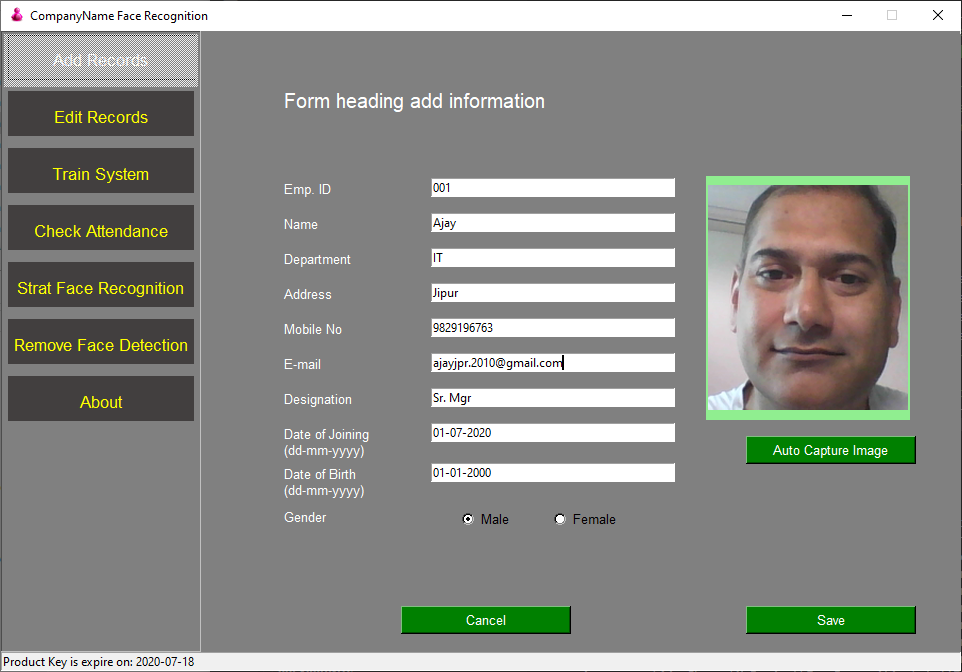 CompanyName Face Recognition
Add Records
Edit Records
Train System
Check Attendance
Strat Face Recognition
Remove Face Detection
About
Form heading add information
Emp. ID 001
Name Ajay
Department IT
Address Jipur
Mobile No 9829196763
E-mail ajayjpr.2010@gmail.com
Designation Sr. Mgr
Date of Joining 01-07-2020
(dd-mm-yyyy)
Date of Birth 01-01-2000
(dd-mm-yyyy)
Gender Male Female
Auto Capture Image
Cancel Save
Product Key is expire on: 2020-07-18